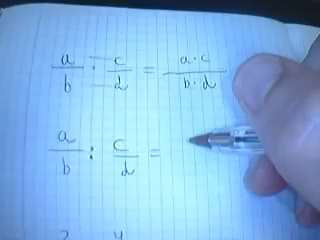 a/b · c/d = a·c/b·d
a/b : c/d =